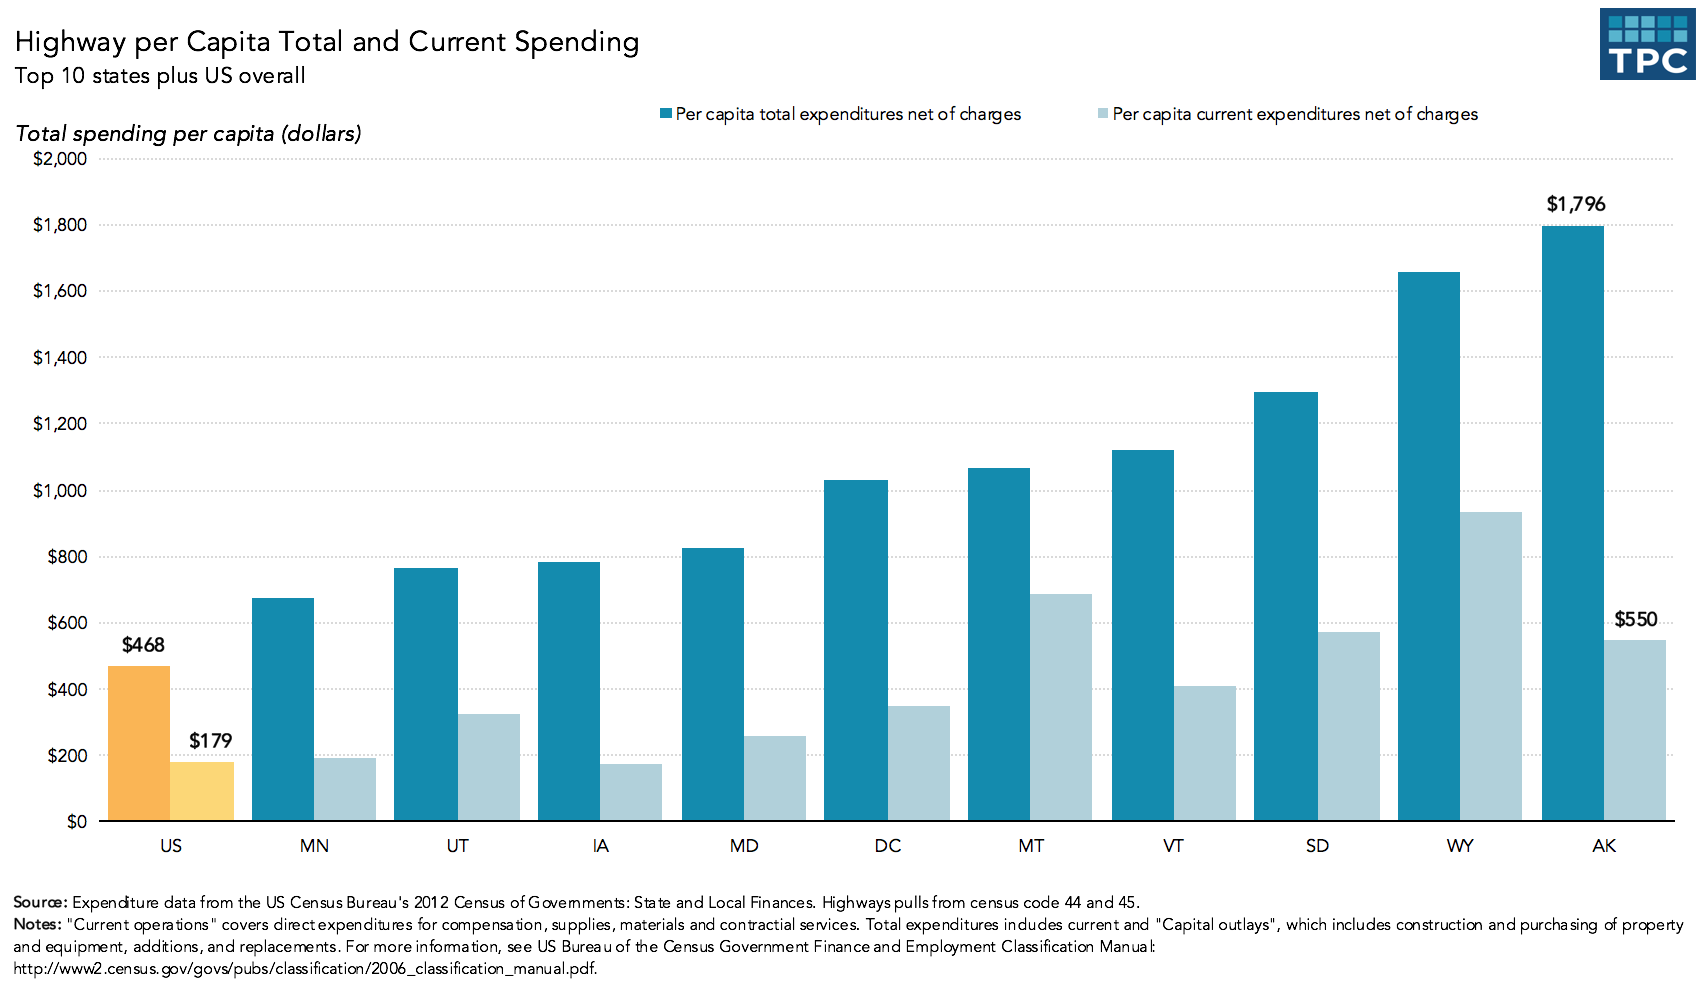 Highway per Capita Total and Current Spending
Top 10 states plus US overall
TPC
Per capita total expenditures net of charges
Per capita current expenditures net of charges
Total spending per capita (dollars)
$2,000
$1,800
$1,600
$1,400
$1,200
$1,000
$800
$600
$400
$200
$0
$468
$179
$1,796
$550
US
MN
UT
IA
MD
DC
MT
VT
SD
WY
AK
Source: Expenditure data from the US Census Bureau's 2012 Census of Governments: State and Local Finances. Highways pulls from census code 44 and 45.
Notes: "Current operations" covers direct expenditures for compensation, supplies, materials and contractial services. Total expenditures includes current and "Capital outlays", which includes construction and purchasing of property
and equipment, additions, and replacements. For more information, see US Bureau of the Census Government Finance and Employment Classification Manual:
http://www2.census.gov/govs/pubs/classification/2006_classification_manual.pdf.